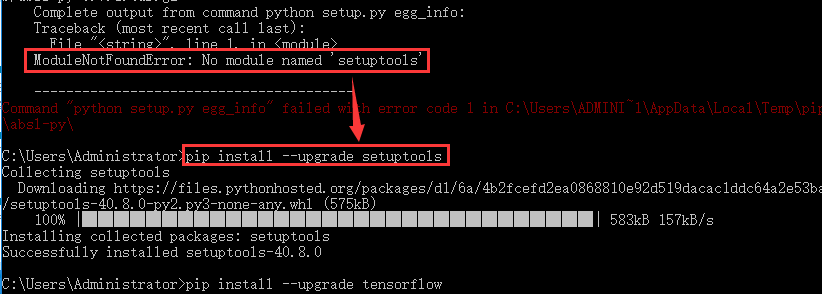 Complete output from command python setup.py egg_info:
Traceback (most recent call last):
File "<string>", line 1, in <module>
ModuleNotFoundError: No module named 'setuptools'
----------------------------------------
Command "python setup.py egg_info" failed with error code 1 in C:\Users\ADMINI~1\AppData\Local\Temp\pip
\absl-py\
C:\Users\Administrator>pip install --upgrade setuptools
Collecting setuptools
Downloading https://files.pythonhosted.org/packages/d1/6a/4b2fcefd2ea0868810e92d519dacac1ddc64a2e53ba
/setuptools-40.8.0-py2.py3-none-any.whl (575kB)
100% |████████████████████████████████| 583kB 157kB/s
Installing collected packages: setuptools
Successfully installed setuptools-40.8.0
C:\Users\Administrator>pip install --upgrade tensorflow